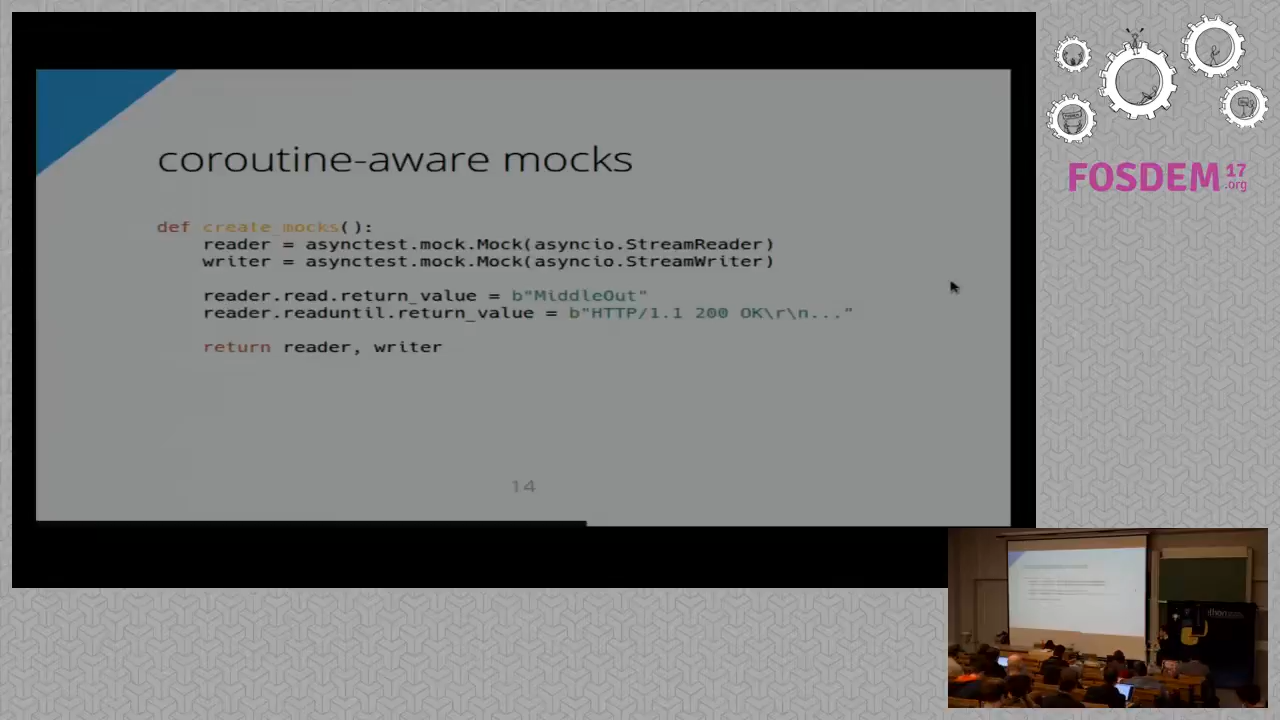 coroutine-aware mocks
def create_mocks():
reader = asynctest.mock.Mock(asyncio.StreamReader)
writer = asynctest.mock.Mock(asyncio.StreamWriter)
reader.read.return_value = b"MiddleOut"
reader.readuntil.return_value = b"HTTP/1.1 200 OK\r\n..."
return reader, writer
14
FOSDEM 17
.org